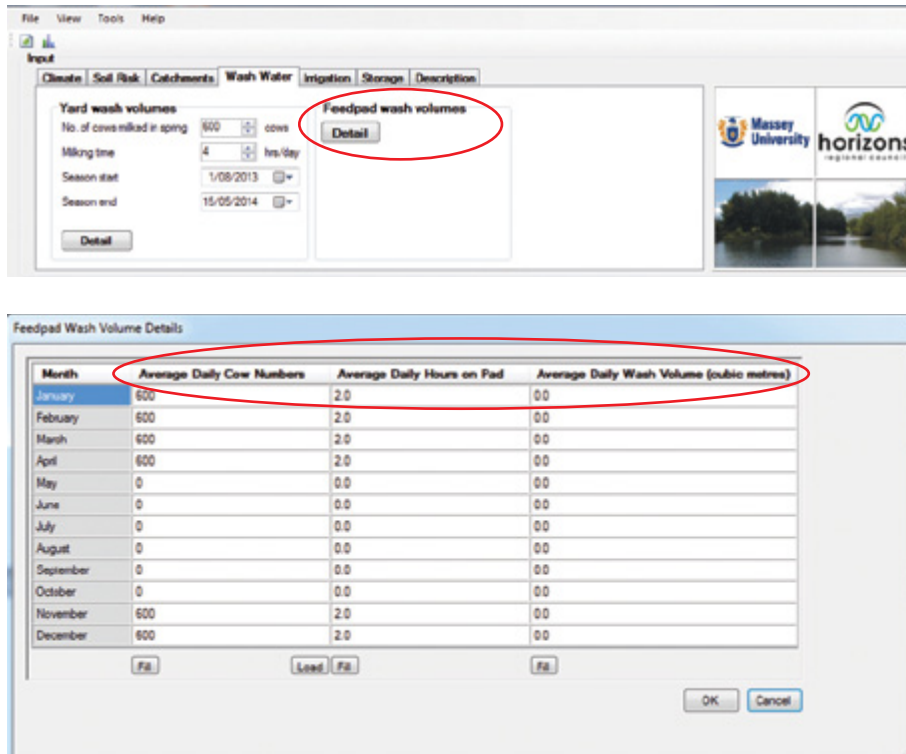 File View Tools Help
Input
Climate Soil Risk Catchments Wash Water Irrigation Storage Description
Yard wash volumes
No. of cows milked in spring 600 cows
Milking time 4 hrs/day
Season start 1/08/2013
Season end 15/05/2014
Detail
Feedpad wash volumes
Detail
Massey University
horizons
regional council
Feedpad Wash Volume Details
Month Average Daily Cow Numbers Average Daily Hours on Pad Average Daily Wash Volume (cubic metres)
January 600 2.0 0.0
February 600 2.0 0.0
March 600 2.0 0.0
April 600 2.0 0.0
May 0 0.0 0.0
June 0 0.0 0.0
July 0 0.0 0.0
August 0 0.0 0.0
September 0 0.0 0.0
October 0 0.0 0.0
November 600 2.0 0.0
December 600 2.0 0.0
Fill Load Fill Fill
OK Cancel